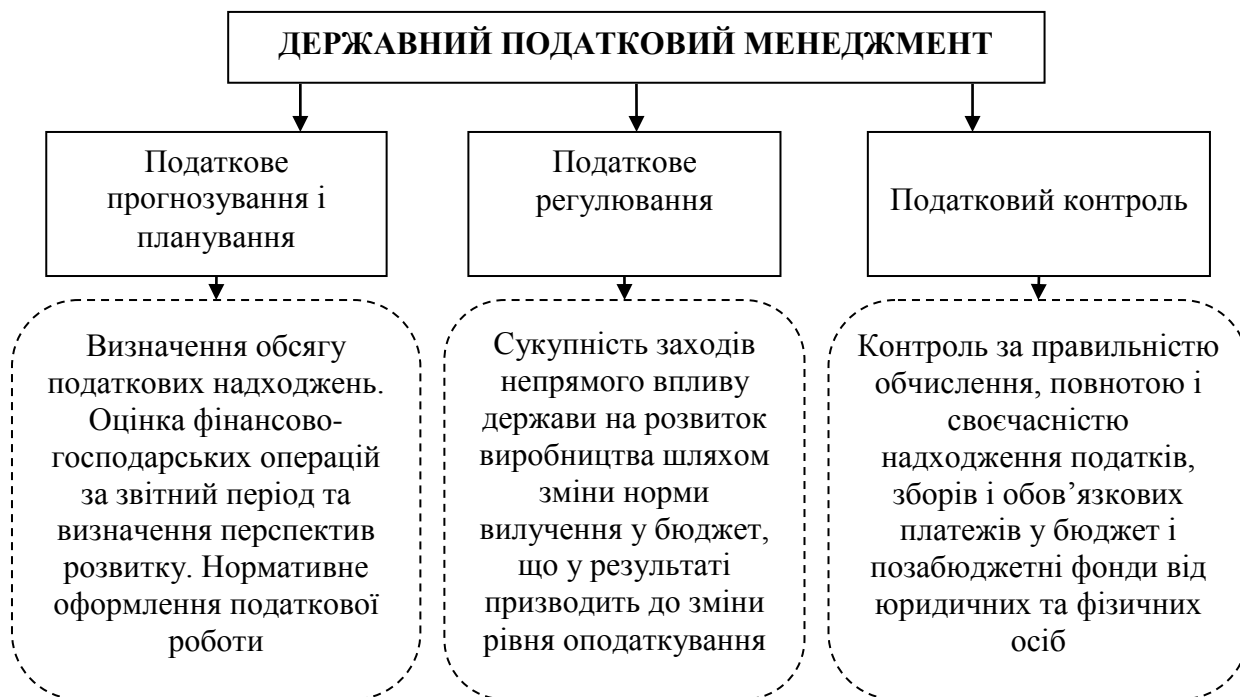 ДЕРЖАВНИЙ ПОДАТКОВИЙ МЕНЕДЖМЕНТ
Податкове
прогнозування і
планування
Податкове
регулювання
Податковий контроль
Визначення обсягу
податкових надходжень.
Оцінка фінансово-
господарських операцій
за звітний період та
визначення перспектив
розвитку. Нормативне
оформлення податкової
роботи
Сукупність заходів
непрямого впливу
держави на розвиток
виробництва шляхом
зміни норми
вилучення у бюджет,
що у результаті
призводить до зміни
рівня оподаткування
Контроль за правильністю
обчислення, повнотою і
своєчасністю
надходження податків,
зборів і обов’язкових
платежів у бюджет і
позабюджетні фонди від
юридичних та фізичних
осіб